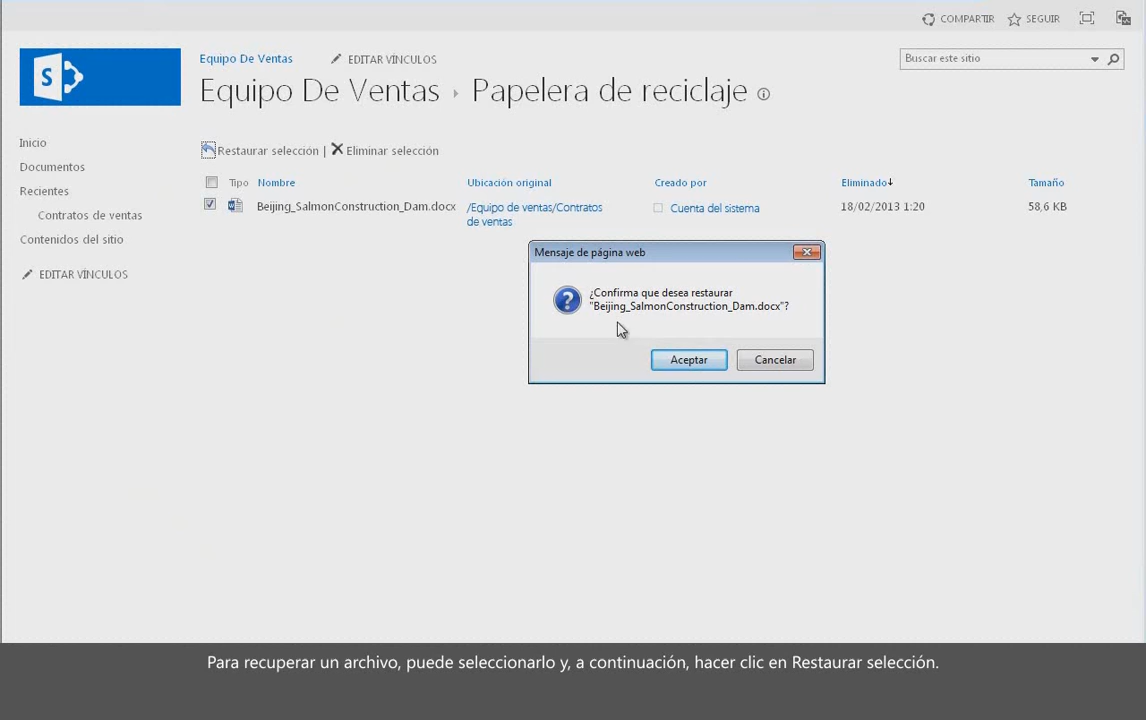 COMPARTIR SEGUIR
Equipo De Ventas EDITAR VÍNCULOS
Buscar este sitio
Equipo De Ventas ▸ Papelera de reciclaje
Inicio
Documentos
Recientes
Contratos de ventas
Contenidos del sitio
EDITAR VÍNCULOS
Restaurar selección | Eliminar selección
Tipo Nombre Ubicación original Creado por Eliminado Tamaño
Beijing_SalmonConstruction_Dam.docx /Equipo de ventas/Contratos Cuenta del sistema 18/02/2013 1:20 58,6 KB
de ventas
Mensaje de página web
¿Confirma que desea restaurar
"Beijing_SalmonConstruction_Dam.docx"?
Aceptar Cancelar
Para recuperar un archivo, puede seleccionarlo y, a continuación, hacer clic en Restaurar selección.